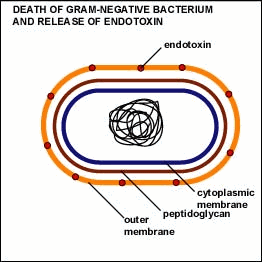 DEATH OF GRAM-NEGATIVE BACTERIUM
AND RELEASE OF ENDOTOXIN
endotoxin
cytoplasmic
membrane
peptidoglycan
outer
membrane